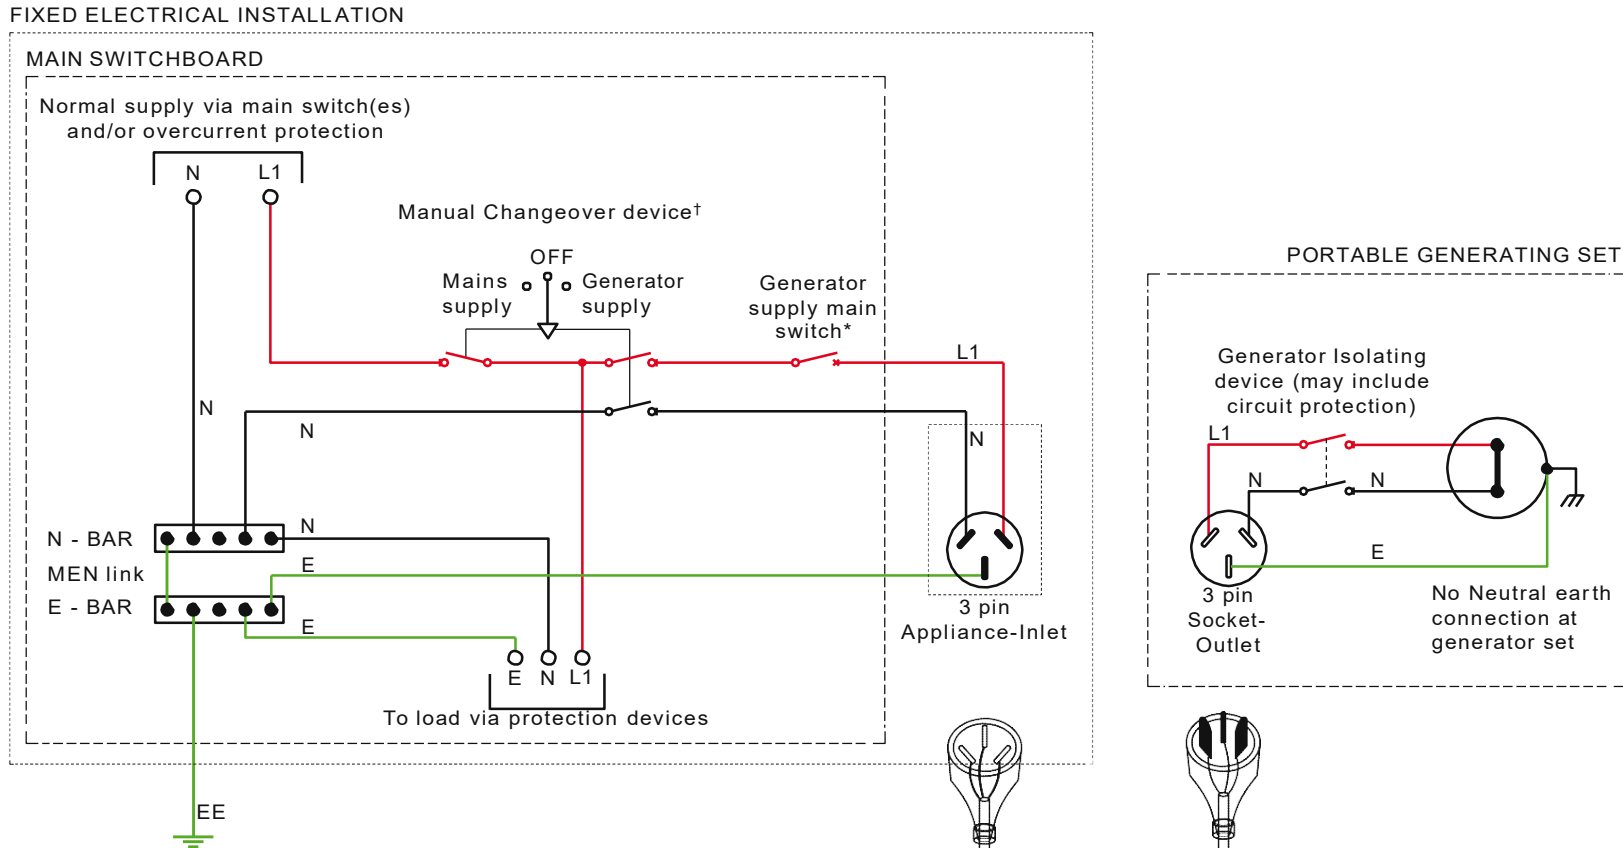 FIXED ELECTRICAL INSTALLATION
MAIN SWITCHBOARD
Normal supply via main switch(es)
and/or overcurrent protection
N
L1
Manual Changeover device†
OFF
Mains
supply
Generator
supply
Generator
supply main
switch*
L1
N
N
N
N - BAR
MEN link
E - BAR
N
E
E
E
N
L1
To load via protection devices
3 pin
Appliance-Inlet
EE
PORTABLE GENERATING SET
Generator Isolating
device (may include
circuit protection)
L1
N
N
E
3 pin
Socket-
Outlet
No Neutral earth
connection at
generator set